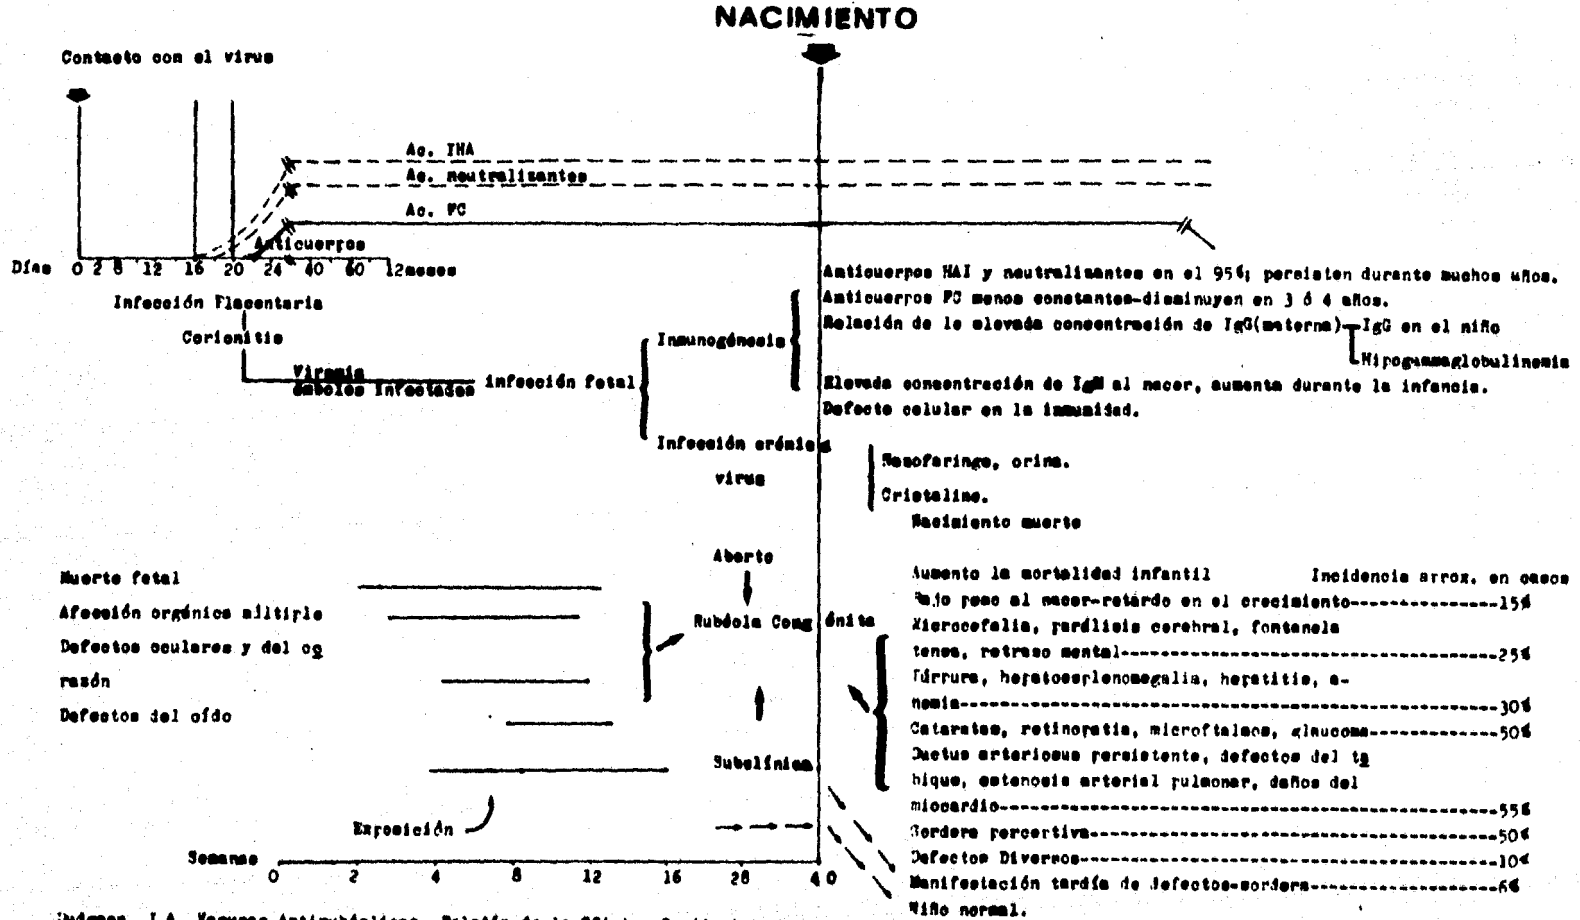 NACIMIENTO
Contacto con el virus
Ac. IHA
Ac. neutralizantes
Ac. FC
Anticuerpos
Días 0 2 8 12 16 20 24 40 60 12meses
Infección Placentaria
Corionitis
Viremia
émbolos Infectados
infección fetal
Inmunogénesis
Anticuerpos HAI y neutralizantes en el 95%; persisten durante muchos años.
Anticuerpos FC menos constantes-disminuyen en 3 ó 4 años.
Relación de la elevada concentración de IgG(materna) IgG en el niño
Hipogammaglobulinemia
Elevada concentración de IgM al nacer, aumenta durante la infancia.
Defecto celular en la inmunidad.
Infección crónica
virus
Nasofaringe, orina.
Cristalino.
Nacimiento muerte
Aborto
Rubéola Congénita
Subclínica
Muerte fetal
Afección orgánica múltiple
Defectos oculares y del co
razón
Defectos del oído
Exposición
Semanas
0 2 4 8 12 16 28 40
Aumento la mortalidad infantil Incidencia aprox. en casos
Bajo peso al nacer-retardo en el crecimiento 15%
Microcefalia, parálisis cerebral, fontanela
tensa, retraso mental 25%
Púrpura, hepatoesplenomegalia, hepatitis, a-
nemia 30%
Cataratas, retinopatia, microftalmos, glaucoma 50%
Ductus arteriosus persistente, defectos del ta
bique, estenosis arterial pulmonar, daños del
miocardio 55%
Sordera perceptiva 50%
Defectos Diversos 10%
Manifestación tardía de defectos-sordera 6%
Niño normal.